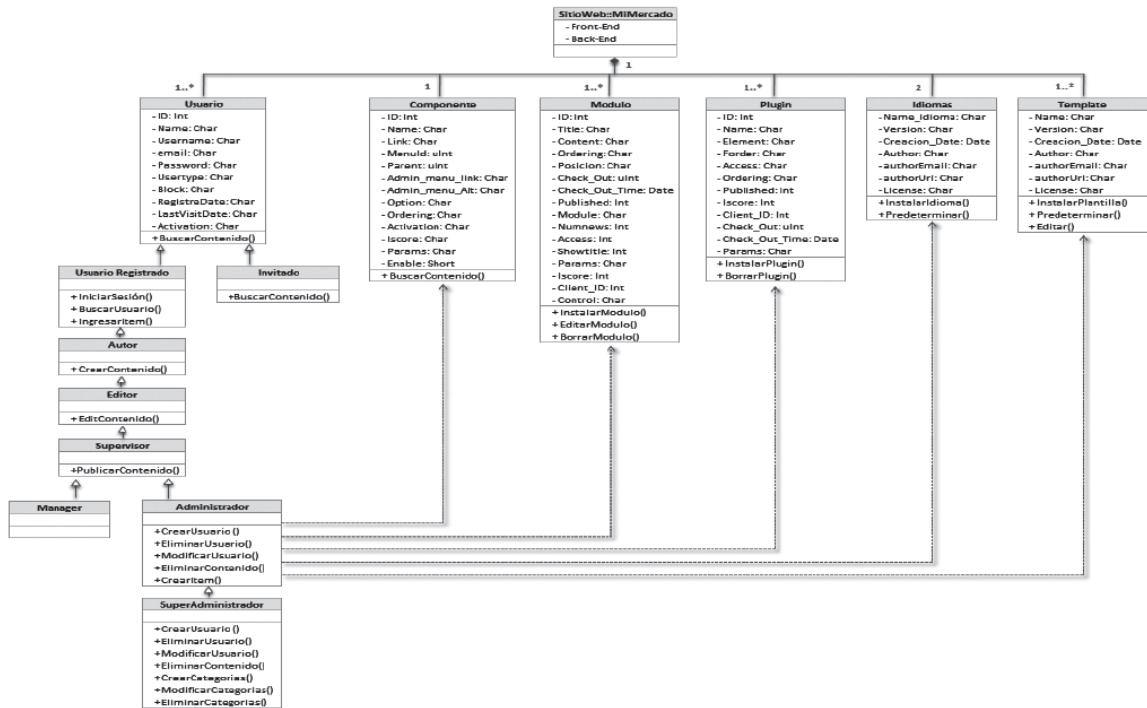 SitioWeb::MiMercado
- Front-End
- Back-End
1
1..*
1
1..*
1..*
2
1..*
Usuario
- ID: Int
- Name: Char
- Username: Char
- email: Char
- Password: Char
- Usertype: Char
- Block: Char
- RegistreDate: Char
- LastVisitDate: Char
- Activation: Char
+BuscarContenido()
Componente
- ID: Int
- Name: Char
- Link: Char
- MenuId: uInt
- Parent: uInt
- Admin_menu_link: Char
- Admin_menu_Alt: Char
- Option: Char
- Ordering: Char
- Activation: Char
- Iscore: Char
- Params: Char
- Enable: Short
+BuscarContenido()
Modulo
- ID: Int
- Title: Char
- Content: Char
- Ordering: Char
- Posicion: Char
- Check_Out: uInt
- Check_Out_Time: Date
- Published: Int
- Module: Char
- Numnews: Char
- Access: Int
- Showtitle: Int
- Params: Char
- Iscore: Int
- Client_ID: Int
- Control: Char
+InstalarModulo()
+EditarModulo()
+BorrarModulo()
Plugin
- ID: Int
- Name: Char
- Element: Char
- Forder: Char
- Access: Char
- Ordering: Char
- Published: Int
- Iscore: Int
- Client_ID: Int
- Check_Out: uInt
- Check_Out_Time: Date
- Params: Char
+InstalarPlugin()
+BorrarPlugin()
Idiomas
- Name_Idioma: Char
- Version: Char
- Creacion_Date: Date
- Author: Char
- authorEmail: Char
- authorUrl: Char
- License: Char
+InstalarIdioma()
+Predeterminar()
Template
- Name: Char
- Version: Char
- Creacion_Date: Date
- Author: Char
- authorEmail: Char
- authorUrl: Char
- License: Char
+InstalarPlantilla()
+Predeterminar()
+Editar()
Usuario Registrado
+IniciarSesión()
+BuscarUsuario()
+IngresarItem()
Invitado
+BuscarContenido()
Autor
+CrearContenido()
Editor
+EditContenido()
Supervisor
+PublicarContenido()
Manager
Administrador
+CrearUsuario()
+EliminarUsuario()
+ModificarUsuario()
+EliminarContenido()
+CrearItem()
SuperAdministrador
+CrearUsuario()
+EliminarUsuario()
+ModificarUsuario()
+EliminarContenido()
+CrearCategorias()
+ModificarCategorias()
+EliminarCategorias()